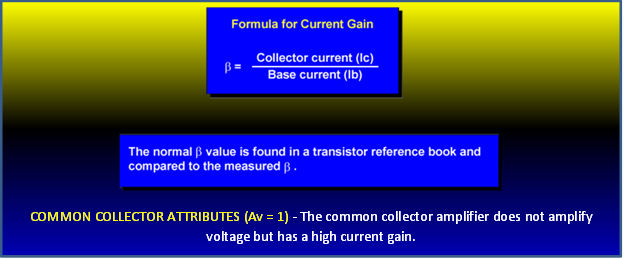 Formula for Current Gain
β = Collector current (Ic)
Base current (Ib)
The normal β value is found in a transistor reference book and
compared to the measured β .
COMMON COLLECTOR ATTRIBUTES (Av = 1) - The common collector amplifier does not amplify
voltage but has a high current gain.